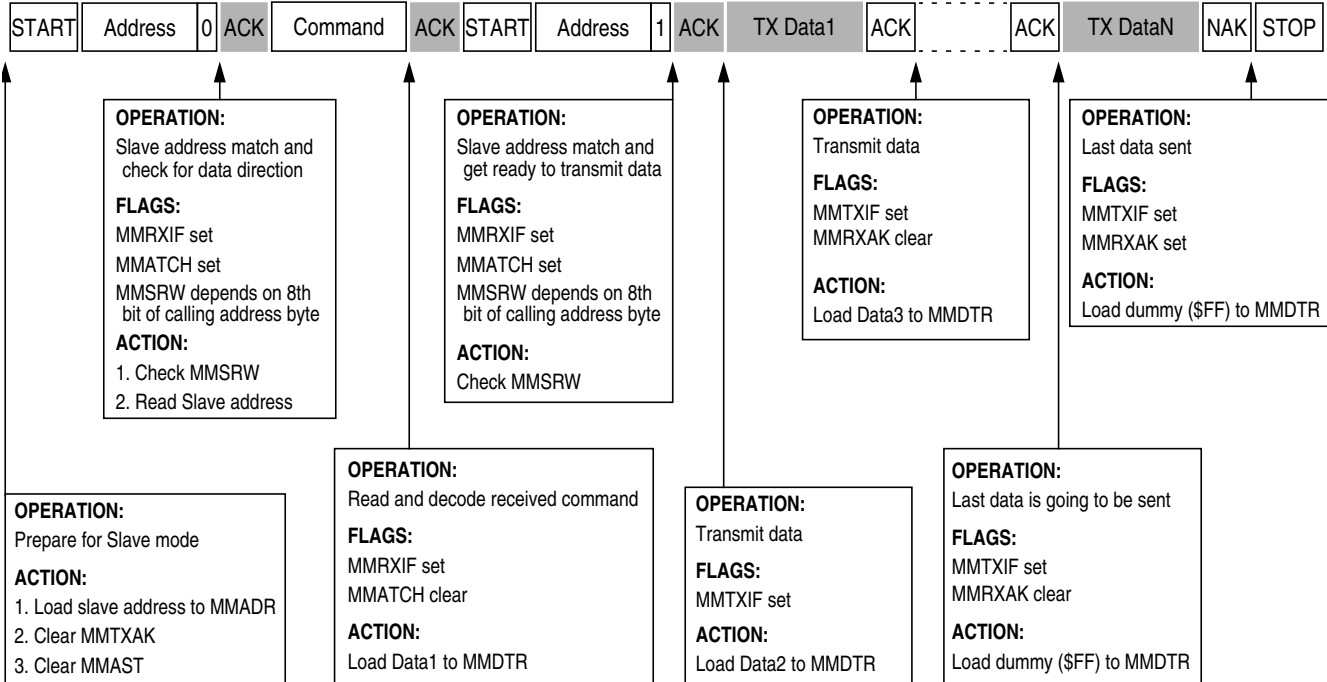 START Address 0 ACK Command ACK START Address 1 ACK TX Data1 ACK ACK TX DataN NAK STOP
OPERATION:
Slave address match and
check for data direction
FLAGS:
MMRXIF set
MMATCH set
MMSRW depends on 8th
bit of calling address byte
ACTION:
1. Check MMSRW
2. Read Slave address
OPERATION:
Slave address match and
get ready to transmit data
FLAGS:
MMRXIF set
MMATCH set
MMSRW depends on 8th
bit of calling address byte
ACTION:
Check MMSRW
OPERATION:
Transmit data
FLAGS:
MMTXIF set
MMRXAK clear
ACTION:
Load Data3 to MMDTR
OPERATION:
Last data sent
FLAGS:
MMTXIF set
MMRXAK set
ACTION:
Load dummy ($FF) to MMDTR
OPERATION:
Prepare for Slave mode
ACTION:
1. Load slave address to MMADR
2. Clear MMTXAK
3. Clear MMAST
OPERATION:
Read and decode received command
FLAGS:
MMRXIF set
MMATCH clear
ACTION:
Load Data1 to MMDTR
OPERATION:
Transmit data
FLAGS:
MMTXIF set
ACTION:
Load Data2 to MMDTR
OPERATION:
Last data is going to be sent
FLAGS:
MMTXIF set
MMRXAK clear
ACTION:
Load dummy ($FF) to MMDTR